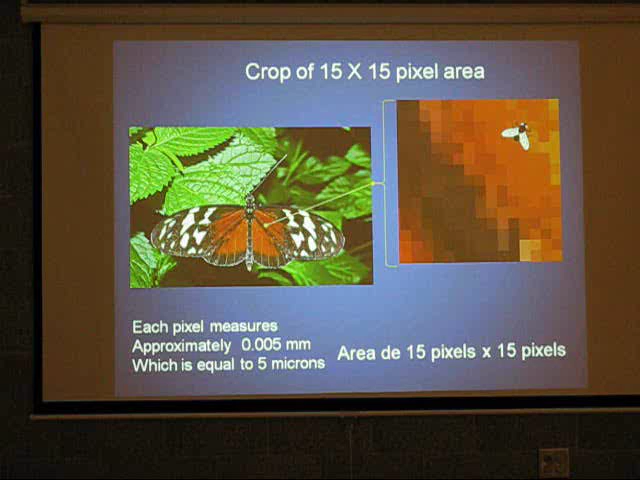 Crop of 15 X 15 pixel area
Each pixel measures
Approximately 0.005 mm
Which is equal to 5 microns
Area de 15 pixels x 15 pixels